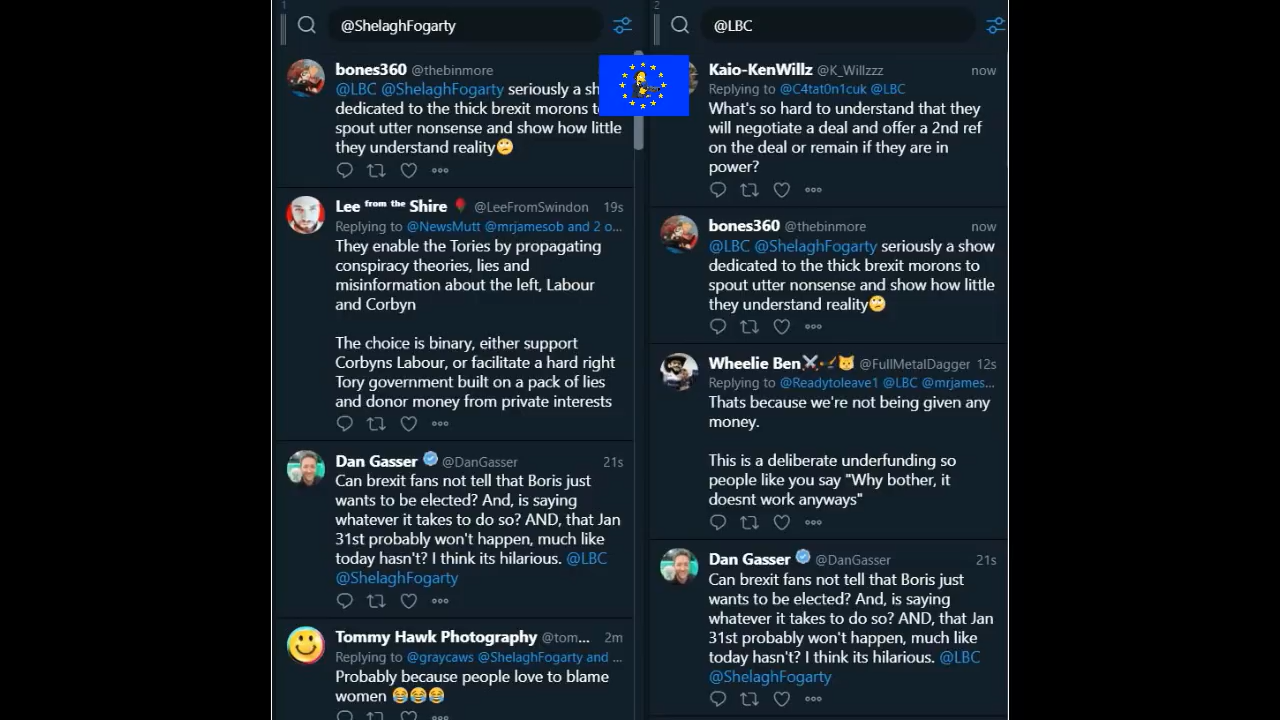 1
@ShelaghFogarty
bones360 @thebinmore
@LBC @ShelaghFogarty seriously a sh
dedicated to the thick brexit morons t
spout utter nonsense and show how little
they understand reality🙄
Lee ᶠʳᵒᵐ ᵗʰᵉ Shire 🌹 @LeeFromSwindon 19s
Replying to @NewsMutt @mrjamesob and 2 o...
They enable the Tories by propagating
conspiracy theories, lies and
misinformation about the left, Labour
and Corbyn
The choice is binary, either support
Corbyns Labour, or facilitate a hard right
Tory government built on a pack of lies
and donor money from private interests
Dan Gasser @DanGasser 21s
Can brexit fans not tell that Boris just
wants to be elected? And, is saying
whatever it takes to do so? AND, that Jan
31st probably won't happen, much like
today hasn't? I think its hilarious. @LBC
@ShelaghFogarty
Tommy Hawk Photography @tom... 2m
Replying to @graycaws @ShelaghFogarty and ...
Probably because people love to blame
women 😂😂😂
2
@LBC
Kaio-KenWillz @K_Willzzz now
Replying to @C4tat0n1cuk @LBC
What's so hard to understand that they
will negotiate a deal and offer a 2nd ref
on the deal or remain if they are in
power?
bones360 @thebinmore now
@LBC @ShelaghFogarty seriously a show
dedicated to the thick brexit morons to
spout utter nonsense and show how little
they understand reality🙄
Wheelie Ben⚔️🏹😼 @FullMetalDagger 12s
Replying to @Readytoleave1 @LBC @mrjames...
Thats because we're not being given any
money.
This is a deliberate underfunding so
people like you say "Why bother, it
doesnt work anyways"
Dan Gasser @DanGasser 21s
Can brexit fans not tell that Boris just
wants to be elected? And, is saying
whatever it takes to do so? AND, that Jan
31st probably won't happen, much like
today hasn't? I think its hilarious. @LBC
@ShelaghFogarty